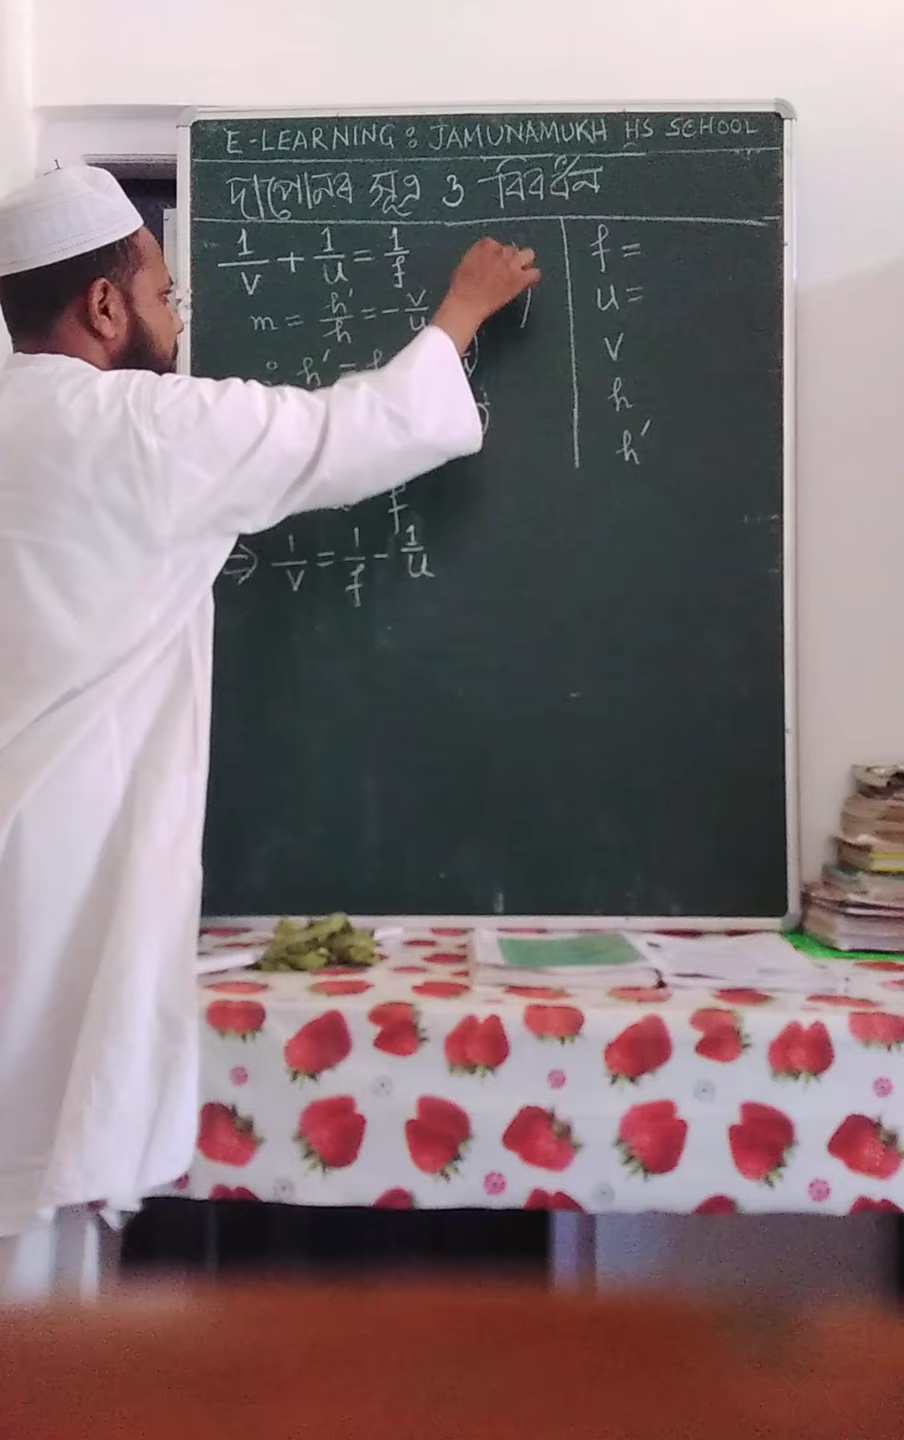 E-LEARNING : JAMUNAMUKH HS SCHOOL
দাপোনৰ সূত্ৰ ও বিবৰ্ধন
1/v + 1/u = 1/f
m = h'/h = - v/u
h' =
f
⇒ 1/v = 1/f - 1/u
f =
u =
v
h
h'